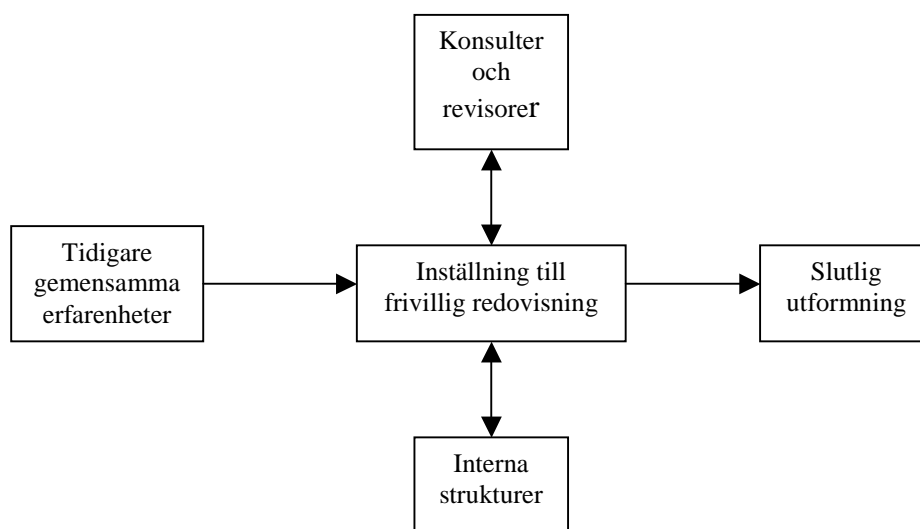 Konsulter
och
revisorer
Tidigare
gemensamma
erfarenheter
Inställning till
frivillig redovisning
Slutlig
utformning
Interna
strukturer